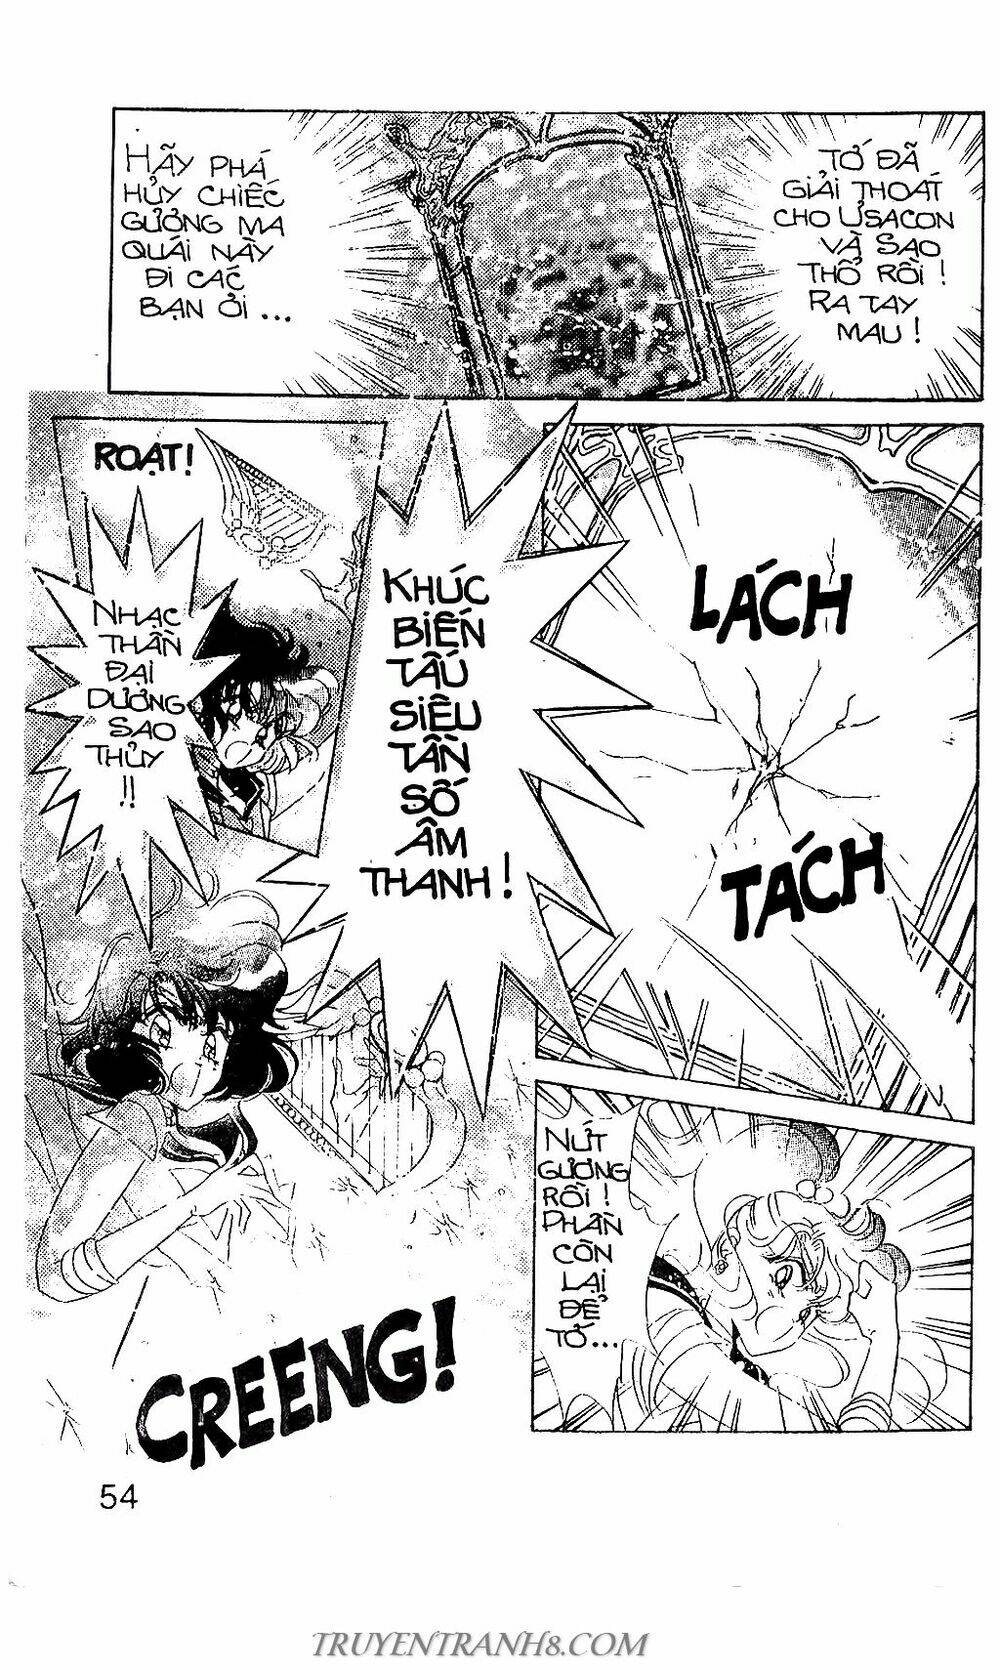 HÃY PHÁ
HỦY CHIẾC
GƯƠNG MA
QUÁI NÀY
ĐI CÁC
BẠN ƠI ...
TỚ ĐÃ
GIẢI THOÁT
CHO USACON
VÀ SAO
THỔ RỒI !
RA TAY
MAU !
ROẠT!
NHẠC
THẦN
ĐẠI
DƯƠNG
SAO
THỦY
!!
KHÚC
BIẾN
TẤU
SIÊU
TẦN
SỐ
ÂM
THANH !
LÁCH
TÁCH
NỨT
GƯƠNG
RỒI !
PHẦN
CÒN
LẠI
ĐỂ
TỚ...
CREENG!
54
TRUYENTRANH8.COM